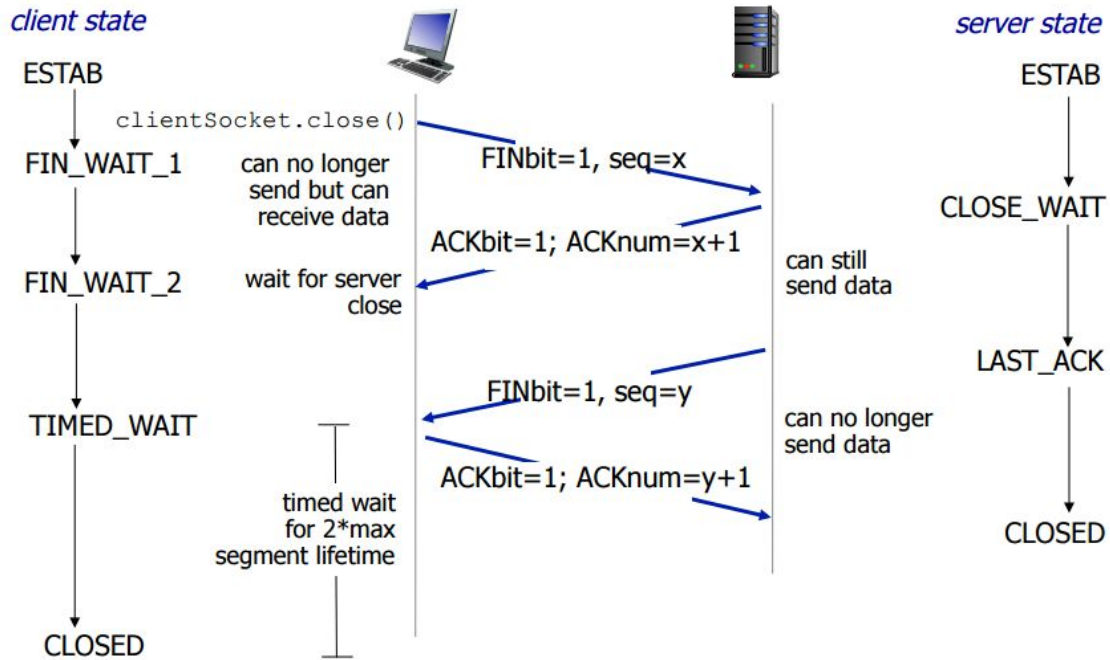 client state
server state
ESTAB
ESTAB
clientSocket.close()
FIN_WAIT_1
can no longer
send but can
receive data
FINbit=1, seq=x
CLOSE_WAIT
ACKbit=1; ACKnum=x+1
FIN_WAIT_2
wait for server
close
can still
send data
LAST_ACK
FINbit=1, seq=y
TIMED_WAIT
can no longer
send data
ACKbit=1; ACKnum=y+1
timed wait
for 2*max
segment lifetime
CLOSED
CLOSED